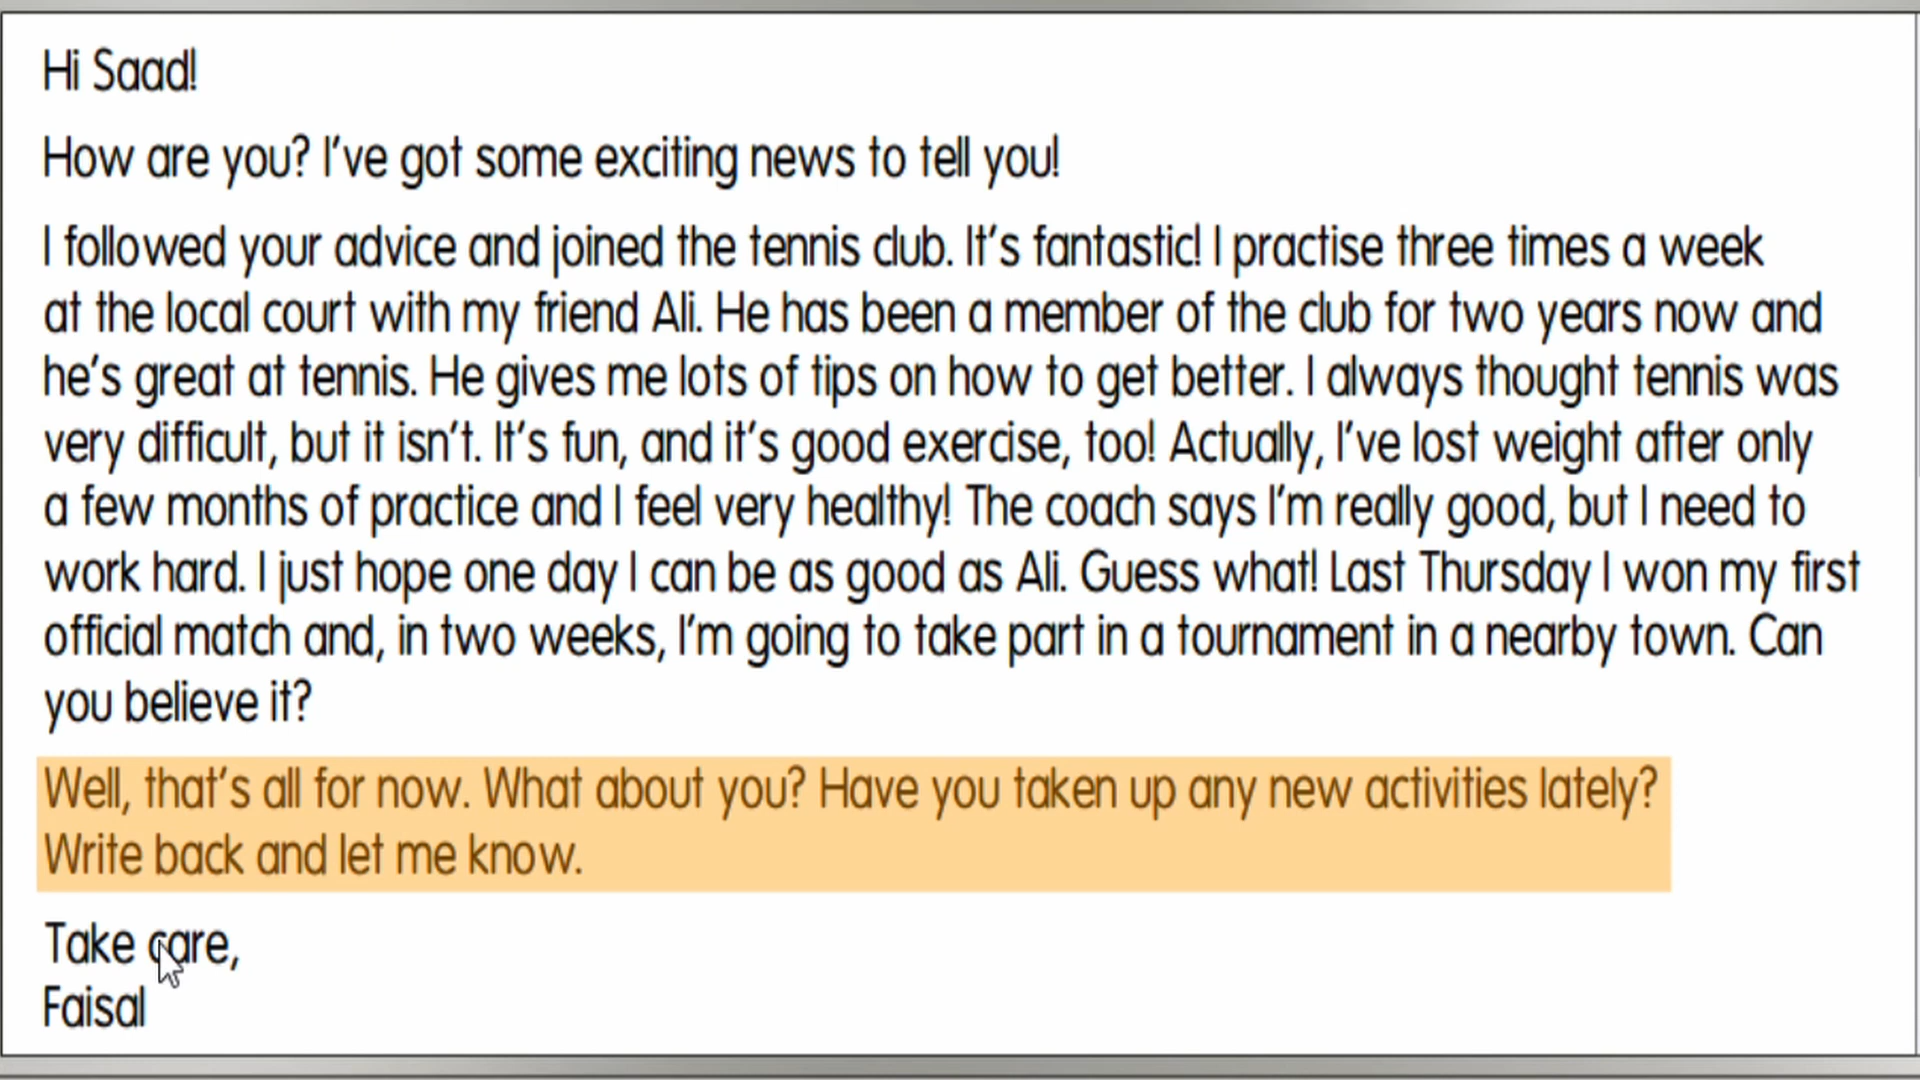 Hi Saad!
How are you? I've got some exciting news to tell you!
I followed your advice and joined the tennis club. It's fantastic! I practise three times a week
at the local court with my friend Ali. He has been a member of the club for two years now and
he's great at tennis. He gives me lots of tips on how to get better. I always thought tennis was
very difficult, but it isn't. It's fun, and it's good exercise, too! Actually, I've lost weight after only
a few months of practice and I feel very healthy! The coach says I'm really good, but I need to
work hard. I just hope one day I can be as good as Ali. Guess what! Last Thursday I won my first
official match and, in two weeks, I'm going to take part in a tournament in a nearby town. Can
you believe it?
Well, that's all for now. What about you? Have you taken up any new activities lately?
Write back and let me know.
Take care,
Faisal